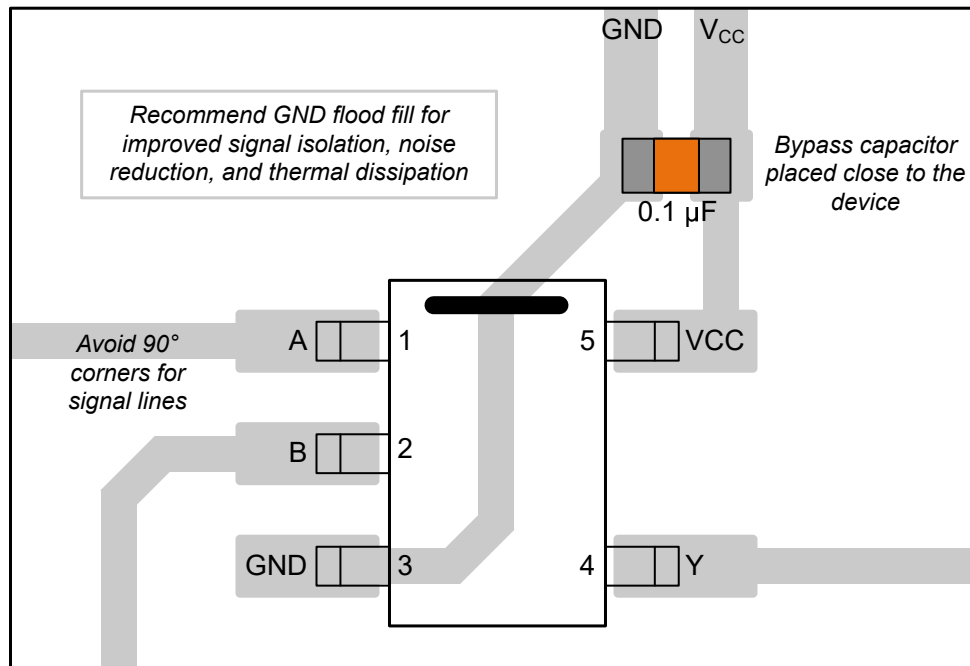 GND
V_CC
Recommend GND flood fill for
improved signal isolation, noise
reduction, and thermal dissipation
Bypass capacitor
placed close to the
device
0.1 µF
A
1
5
VCC
Avoid 90°
corners for
signal lines
B
2
GND
3
4
Y